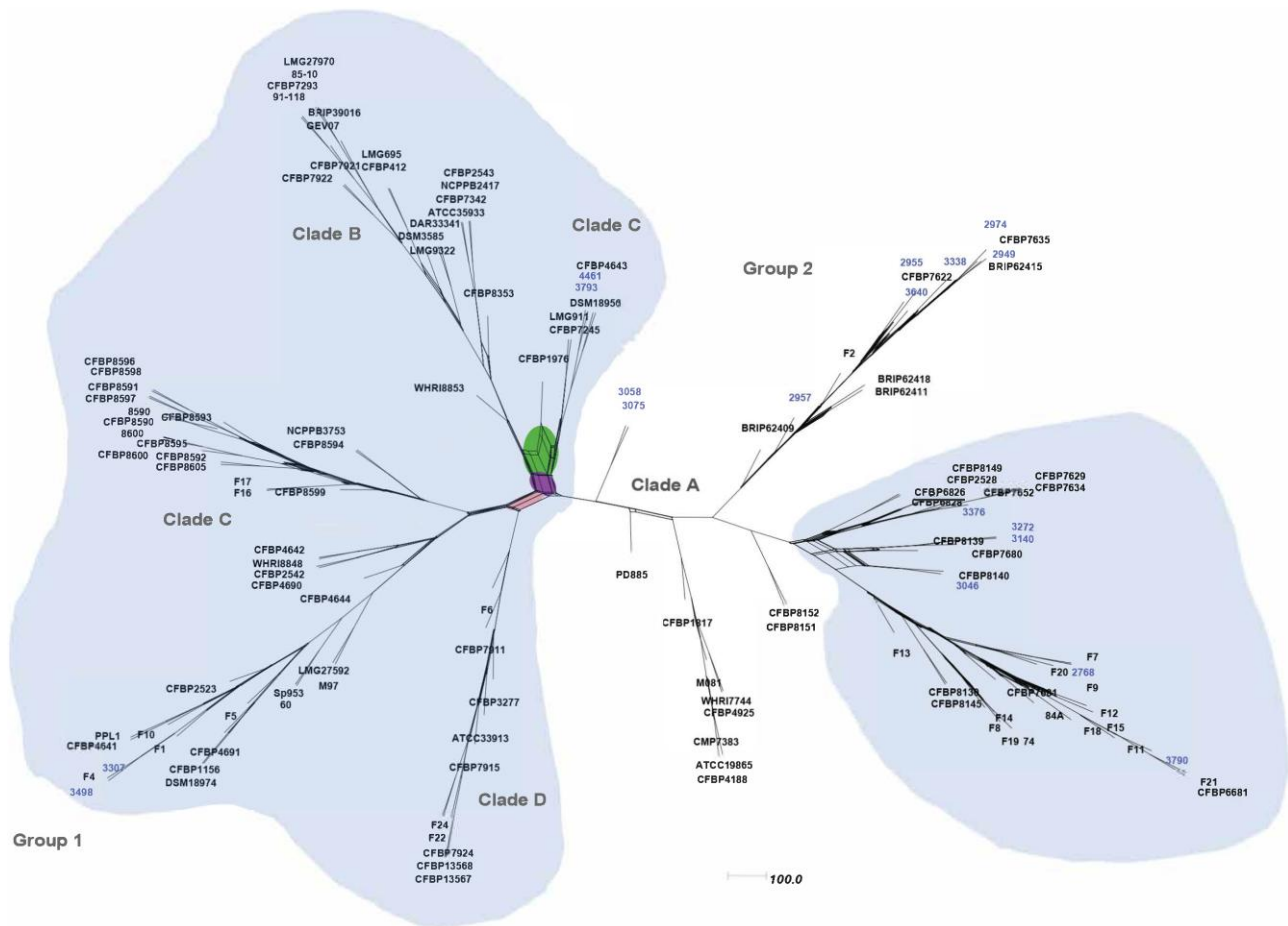 LMG27970
85-10
CFBP7293
91-118
BRIP39016
GEV07
LMG695
CFBP7921 CFBP412
CFBP7922
CFBP2543
NCPPB2417
CFBP7342
ATCC35933
DAR33341
DSM3585
LMG9322
Clade B
Clade C
CFBP4643
4461
3793
CFBP8353
DSM18956
LMG911
CFBP7245
CFBP1976
WHRI8853
3058
3075
Group 2
2974
CFBP7635
2955 3338 2949
CFBP7622 BRIP62415
3640
F2
BRIP62418
BRIP62411
2957
BRIP62409
CFBP8596
CFBP8598
CFBP8591
CFBP8597
8590 CFBP8593
CFBP8590
8600
CFBP8595
CFBP8600 CFBP8592
CFBP8605
NCPPB3753
CFBP8594
F17
F16 CFBP8599
Clade C
Clade A
CFBP8149
CFBP2528 CFBP7629
CFBP6826 CFBP7652 CFBP7634
CFBP6828
3376
3272
CFBP8139 3140
CFBP7680
CFBP8140
3046
CFBP4642
WHRI8848
CFBP2542
CFBP4690
CFBP4644
PD885
F6
CFBP1817
CFBP8152
CFBP8151
CFBP7911
F13
F7
F20 2768
LMG27592
M97
CFBP2523
Sp953
60
CFBP3277
M081
WHRI7744
CFBP4925
CFBP8138 CFBP7681 F9
CFBP8145
F14 84A F12
F8 F18 F15
F19 74
F11
F5
PPL1 F10
CFBP4641 F1 CFBP4691
ATCC33913
CMP7383
3307 CFBP1156
F4 DSM18974
3498
CFBP7915
ATCC19865
CFBP4188
3790
F21
CFBP6681
Clade D
F24
F22
CFBP7924
CFBP13568
CFBP13567
Group 1
100.0